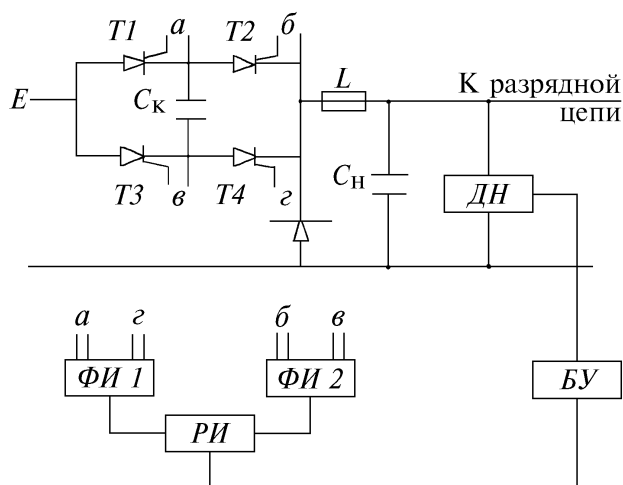 T1 а T2 б
E Cк L К разрядной
цепи
T3 в T4 г Cн ДН
а г б в
ФИ 1 ФИ 2 БУ
РИ